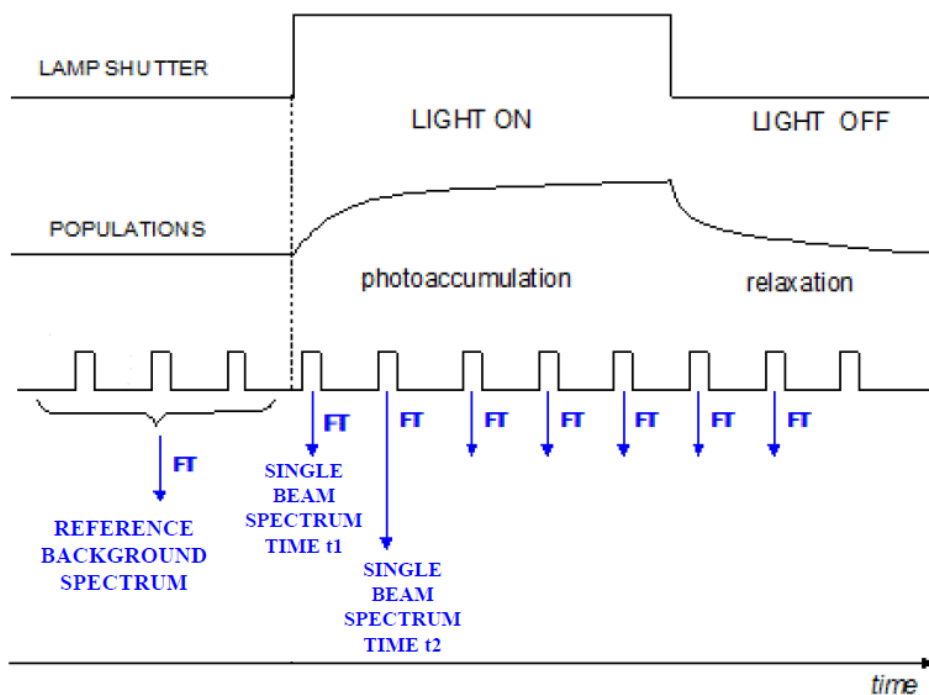 LAMP SHUTTER
LIGHT ON
LIGHT OFF
POPULATIONS
photoaccumulation
relaxation
FT
FT
FT
FT
FT
FT
FT
FT
REFERENCE
BACKGROUND
SPECTRUM
SINGLE
BEAM
SPECTRUM
TIME t1
SINGLE
BEAM
SPECTRUM
TIME t2
time